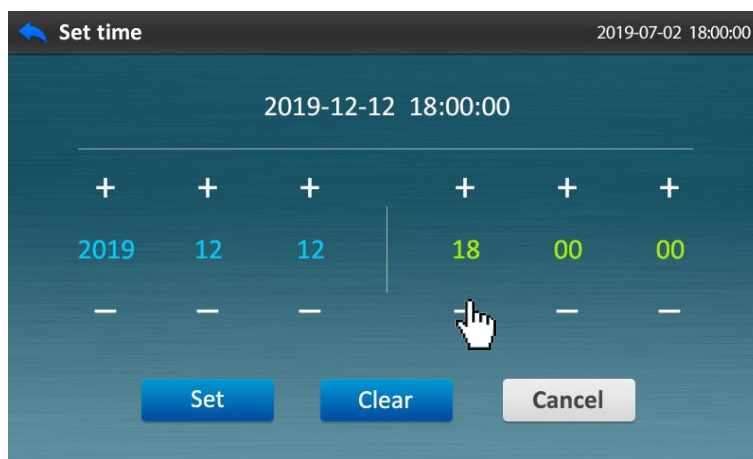 Set time 2019-07-02 18:00:00
2019-12-12 18:00:00
+ + + + + +
2019 12 12 18 00 00
− − − − − −
Set Clear Cancel